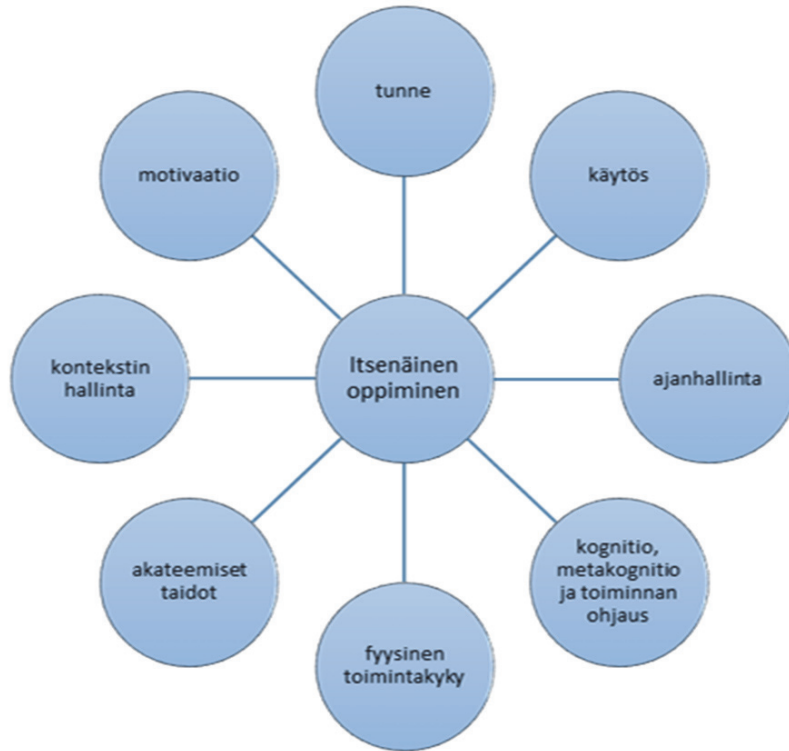 tunne
motivaatio
käytös
kontekstin
hallinta
Itsenäinen
oppiminen
ajanhallinta
akateemiset
taidot
kognitio,
metakognitio
ja toiminnan
ohjaus
fyysinen
toimintakyky